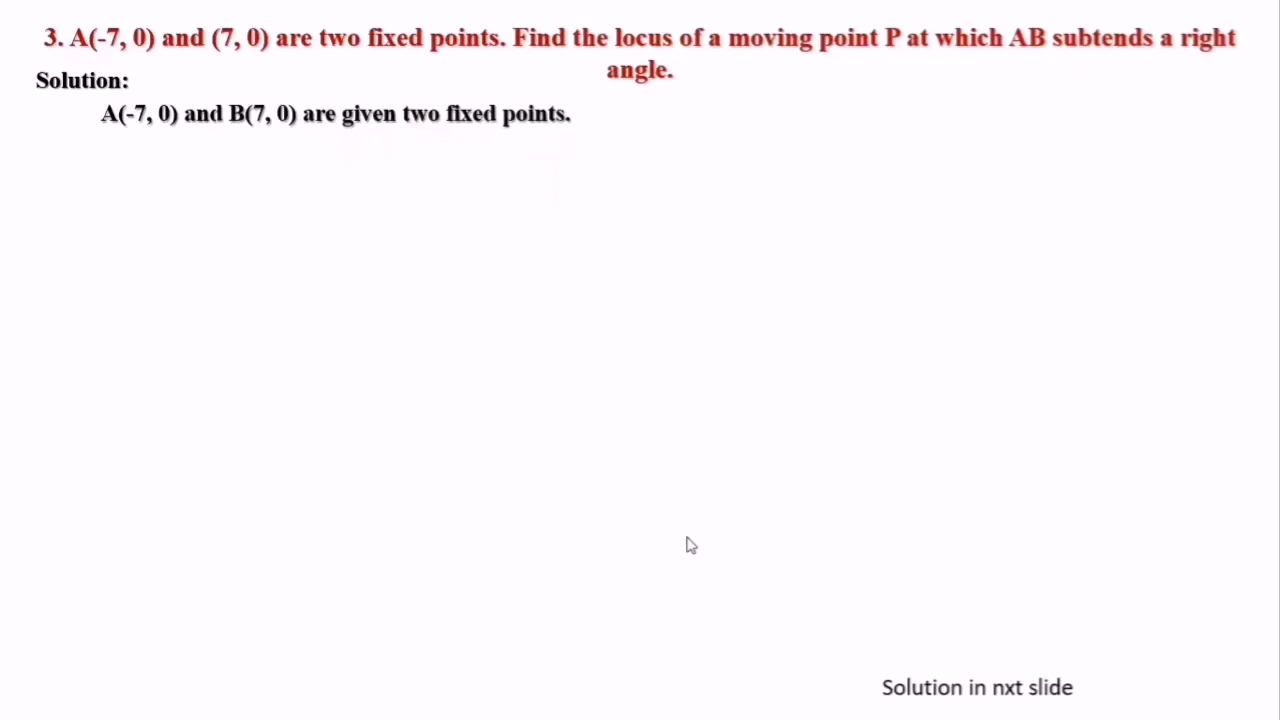 3. A(-7, 0) and (7, 0) are two fixed points. Find the locus of a moving point P at which AB subtends a right
angle.
Solution:
A(-7, 0) and B(7, 0) are given two fixed points.
Solution in nxt slide